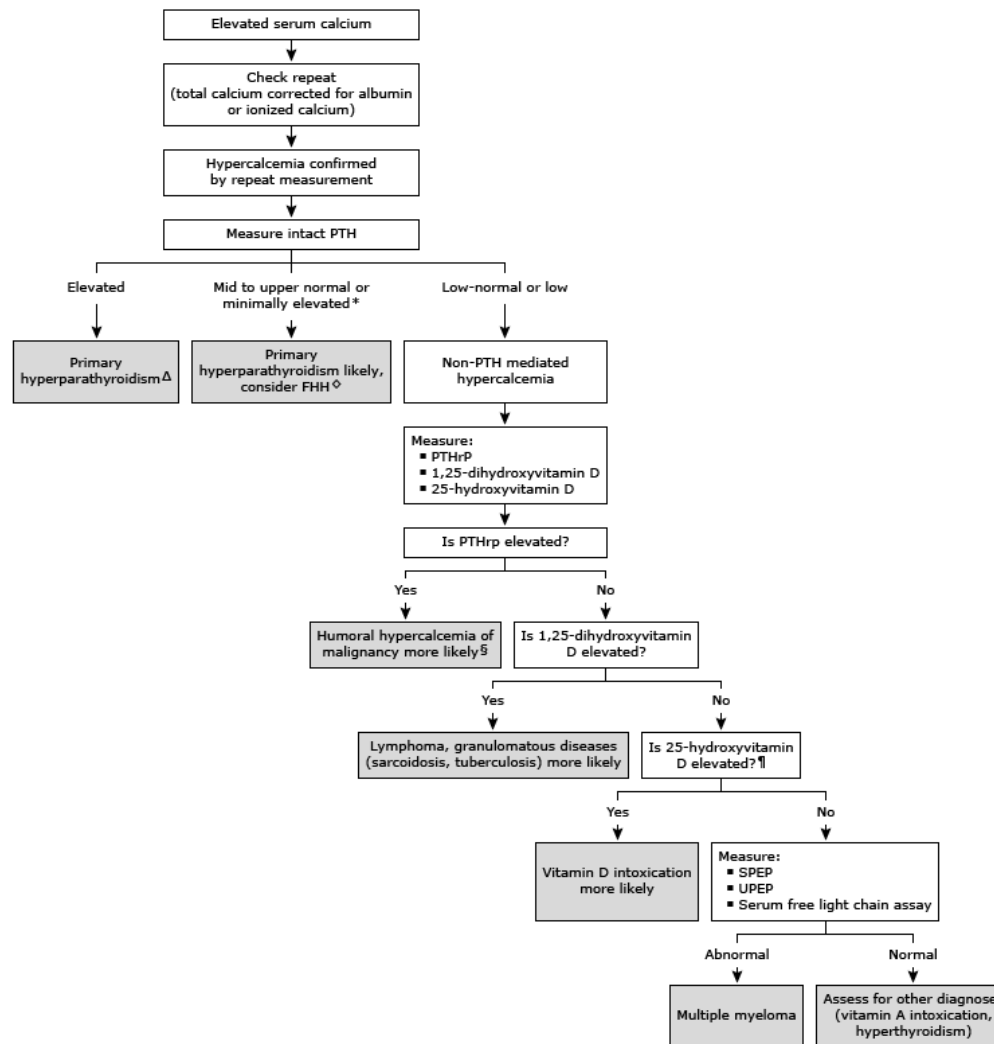 Elevated serum calcium
Check repeat
(total calcium corrected for albumin
or ionized calcium)
Hypercalcemia confirmed
by repeat measurement
Measure intact PTH
Elevated
Mid to upper normal or
minimally elevated*
Low-normal or low
Primary
hyperparathyroidismΔ
Primary
hyperparathyroidism likely,
consider FHH◇
Non-PTH mediated
hypercalcemia
Measure:
▪ PTHrP
▪ 1,25-dihydroxyvitamin D
▪ 25-hydroxyvitamin D
Is PTHrp elevated?
Yes
No
Humoral hypercalcemia of
malignancy more likely§
Is 1,25-dihydroxyvitamin
D elevated?
Yes
No
Lymphoma, granulomatous diseases
(sarcoidosis, tuberculosis) more likely
Is 25-hydroxyvitamin
D elevated?¶
Yes
No
Vitamin D intoxication
more likely
Measure:
▪ SPEP
▪ UPEP
▪ Serum free light chain assay
Abnormal
Normal
Multiple myeloma
Assess for other diagnose
(vitamin A intoxication,
hyperthyroidism)